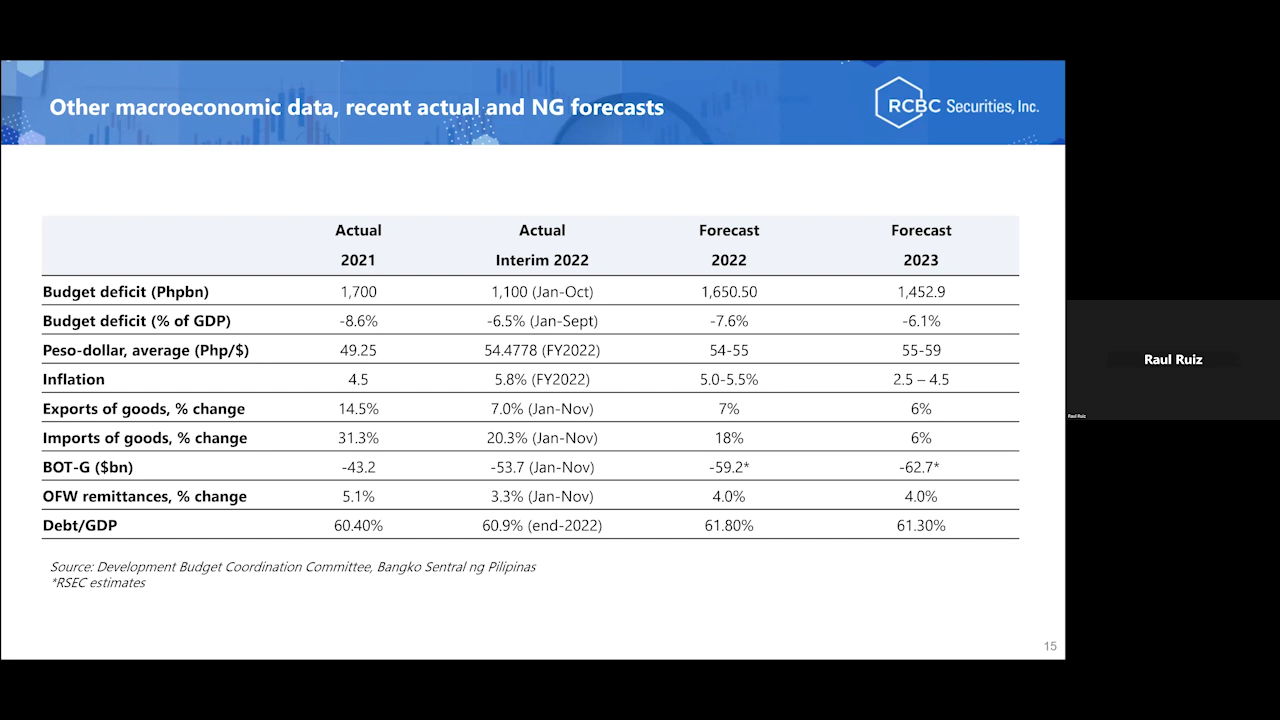 Other macroeconomic data, recent actual and NG forecasts
RCBC Securities, Inc.
Actual Actual Forecast Forecast
2021 Interim 2022 2022 2023
Budget deficit (Phpbn) 1,700 1,100 (Jan-Oct) 1,650.50 1,452.9
Budget deficit (% of GDP) -8.6% -6.5% (Jan-Sept) -7.6% -6.1%
Peso-dollar, average (Php/$) 49.25 54.4778 (FY2022) 54-55 55-59
Inflation 4.5 5.8% (FY2022) 5.0-5.5% 2.5 – 4.5
Exports of goods, % change 14.5% 7.0% (Jan-Nov) 7% 6%
Imports of goods, % change 31.3% 20.3% (Jan-Nov) 18% 6%
BOT-G ($bn) -43.2 -53.7 (Jan-Nov) -59.2* -62.7*
OFW remittances, % change 5.1% 3.3% (Jan-Nov) 4.0% 4.0%
Debt/GDP 60.40% 60.9% (end-2022) 61.80% 61.30%
Source: Development Budget Coordination Committee, Bangko Sentral ng Pilipinas
*RSEC estimates
15
Raul Ruiz
Raul Ruiz